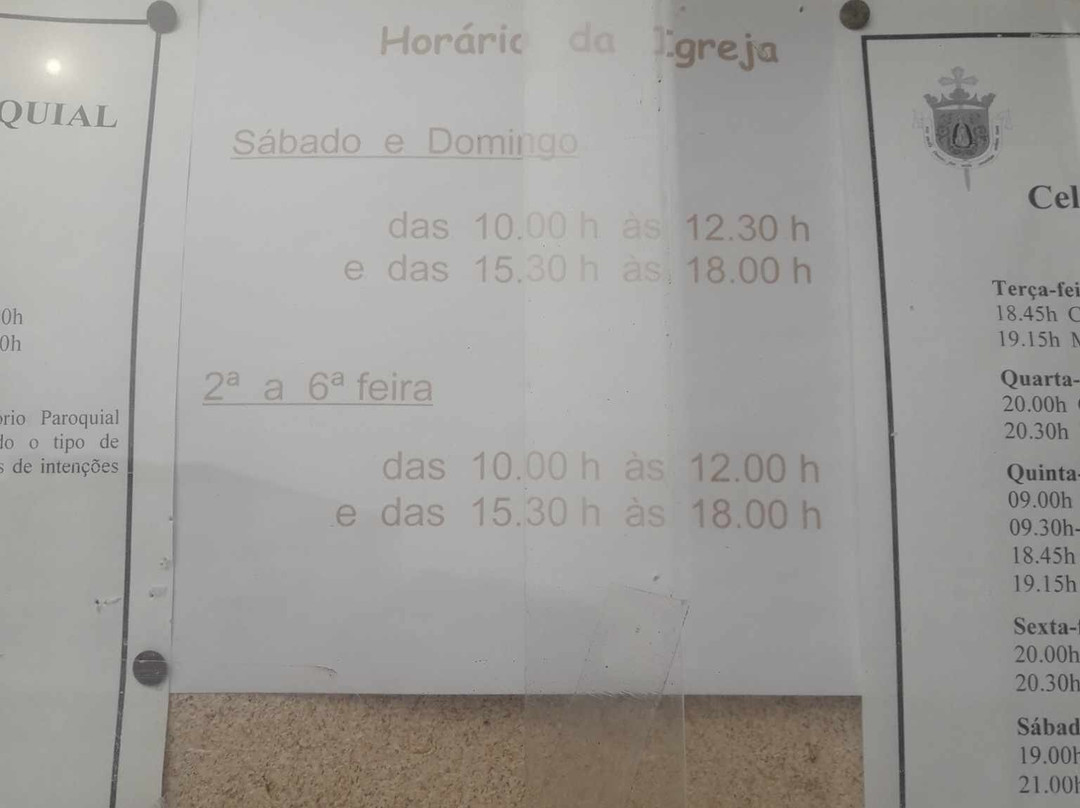 QUIAL
0h
0h
Paroquial
o tipo de
de intenções
Horário da Igreja
Sábado e Domingo
das 10.00 h às 12.30 h
e das 15.30 h às 18.00 h
2ª a 6ª feira
das 10.00 h às 12.00 h
e das 15.30 h às 18.00 h
Cel
Terça-fei
18.45h C
19.15h
Quarta-
20.00h
20.30h
Quinta-
09.00h
09.30h-
18.45h
19.15h
Sexta-
20.00h
20.30h
Sábad
19.00h
21.00h